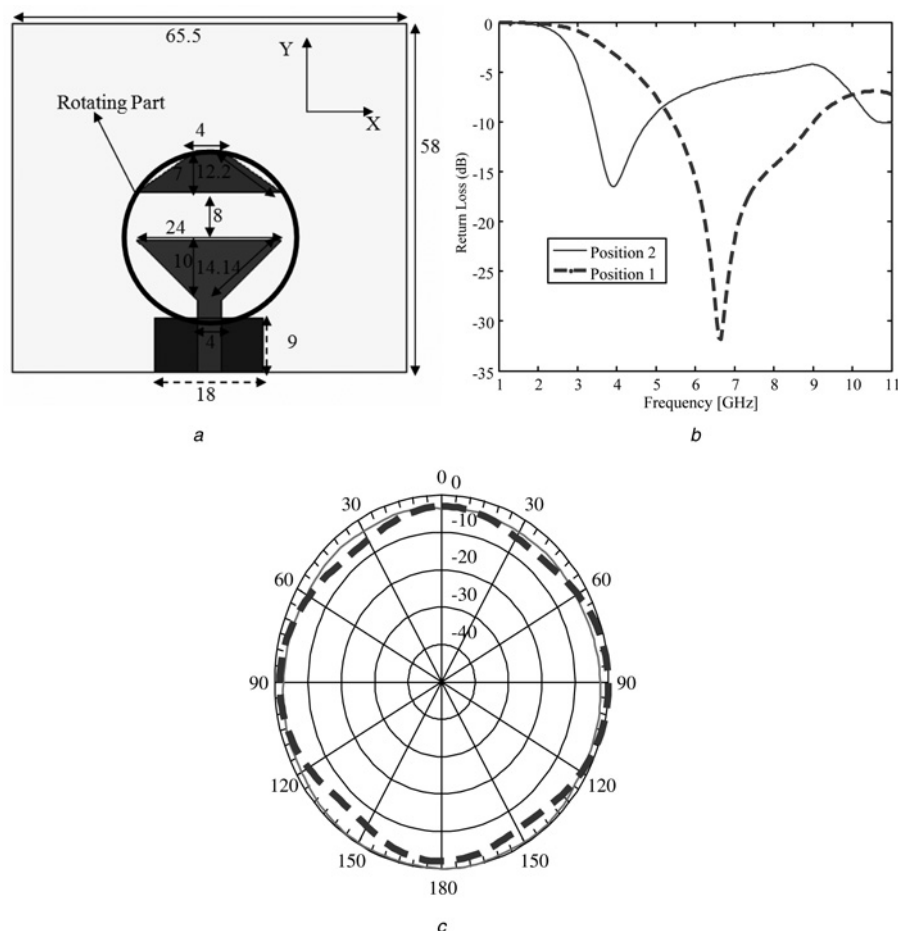 65.5
Y
X
Rotating Part
4
58
7
12.2
8
24
10
14.14
4
9
18
a
0
-5
-10
-15
-20
-25
-30
-35
Return Loss (dB)
Position 2
Position 1
1 2 3 4 5 6 7 8 9 10 11
Frequency [GHz]
b
0 0
30 30
-10
-20
60 60
-30
-40
90 90
120 120
150 150
180
c